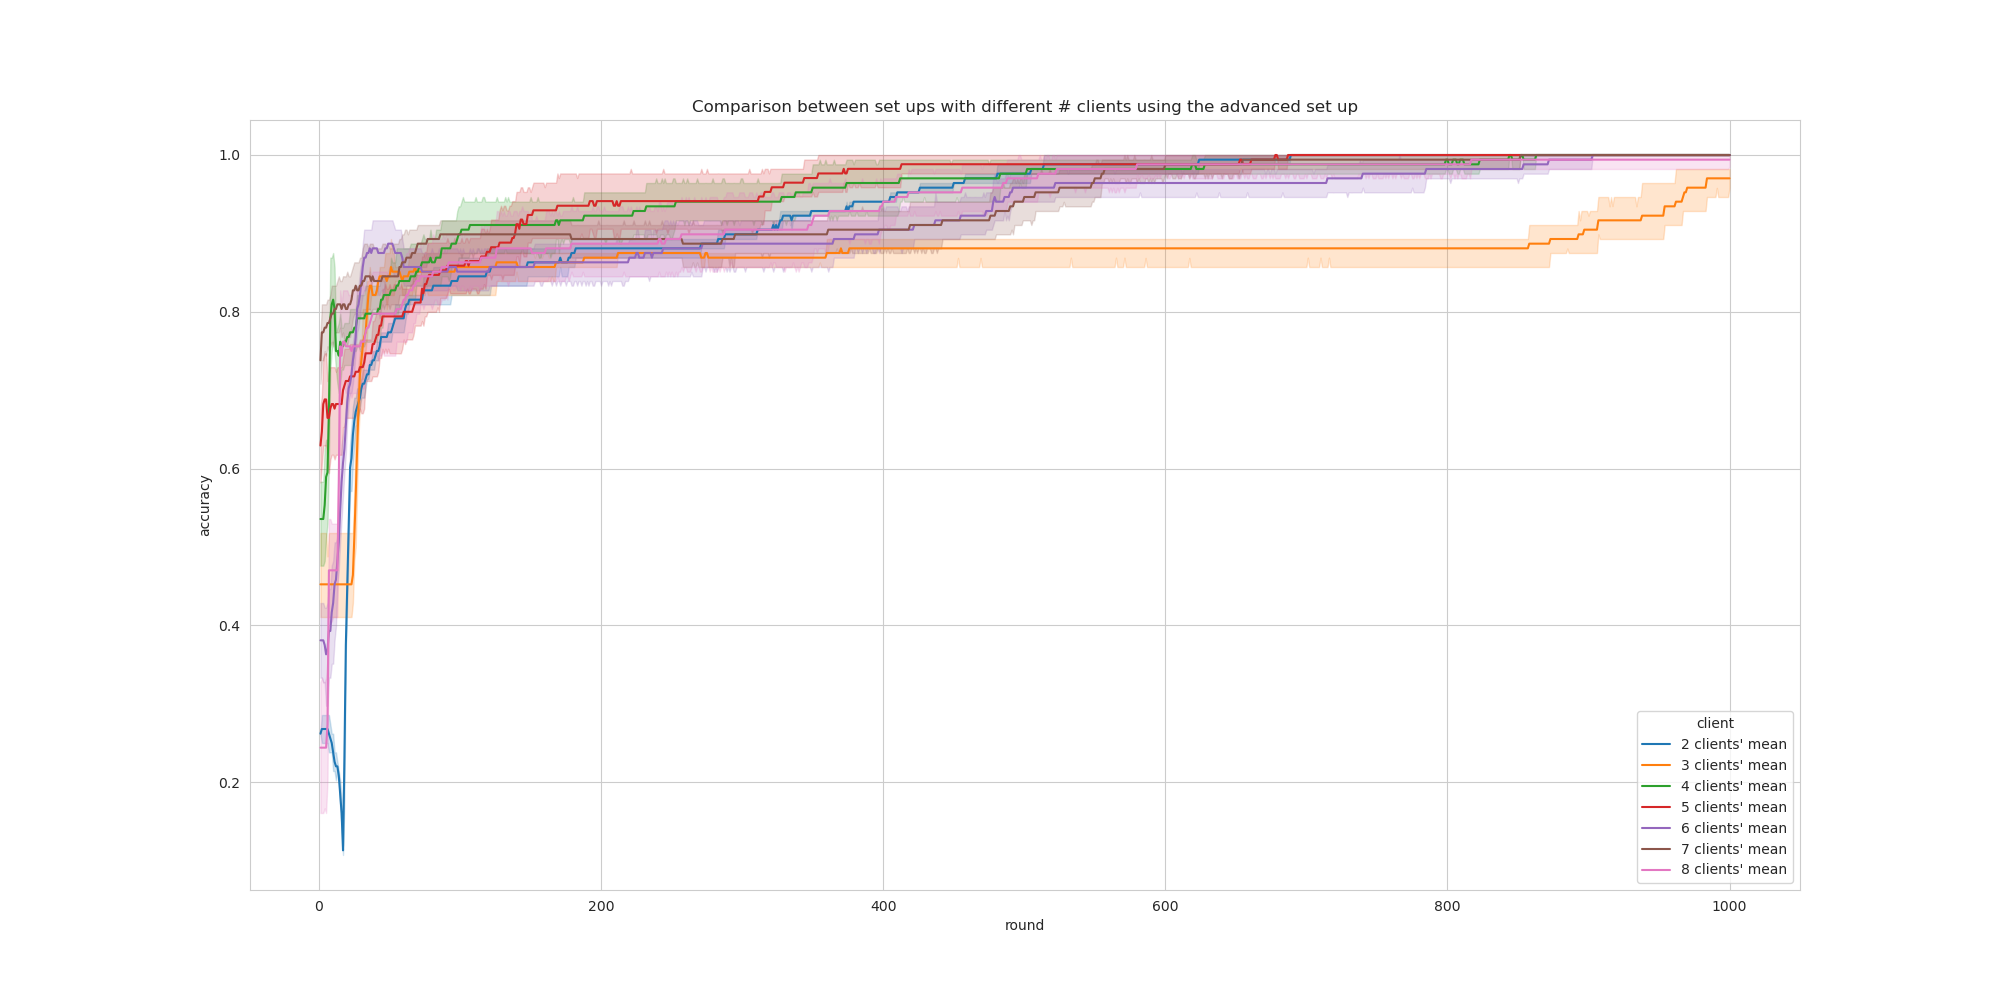 Comparison between set ups with different # clients using the advanced set up
1.0
0.8
0.6
0.4
0.2
accuracy
0 200 400 600 800 1000
round
client
2 clients' mean
3 clients' mean
4 clients' mean
5 clients' mean
6 clients' mean
7 clients' mean
8 clients' mean